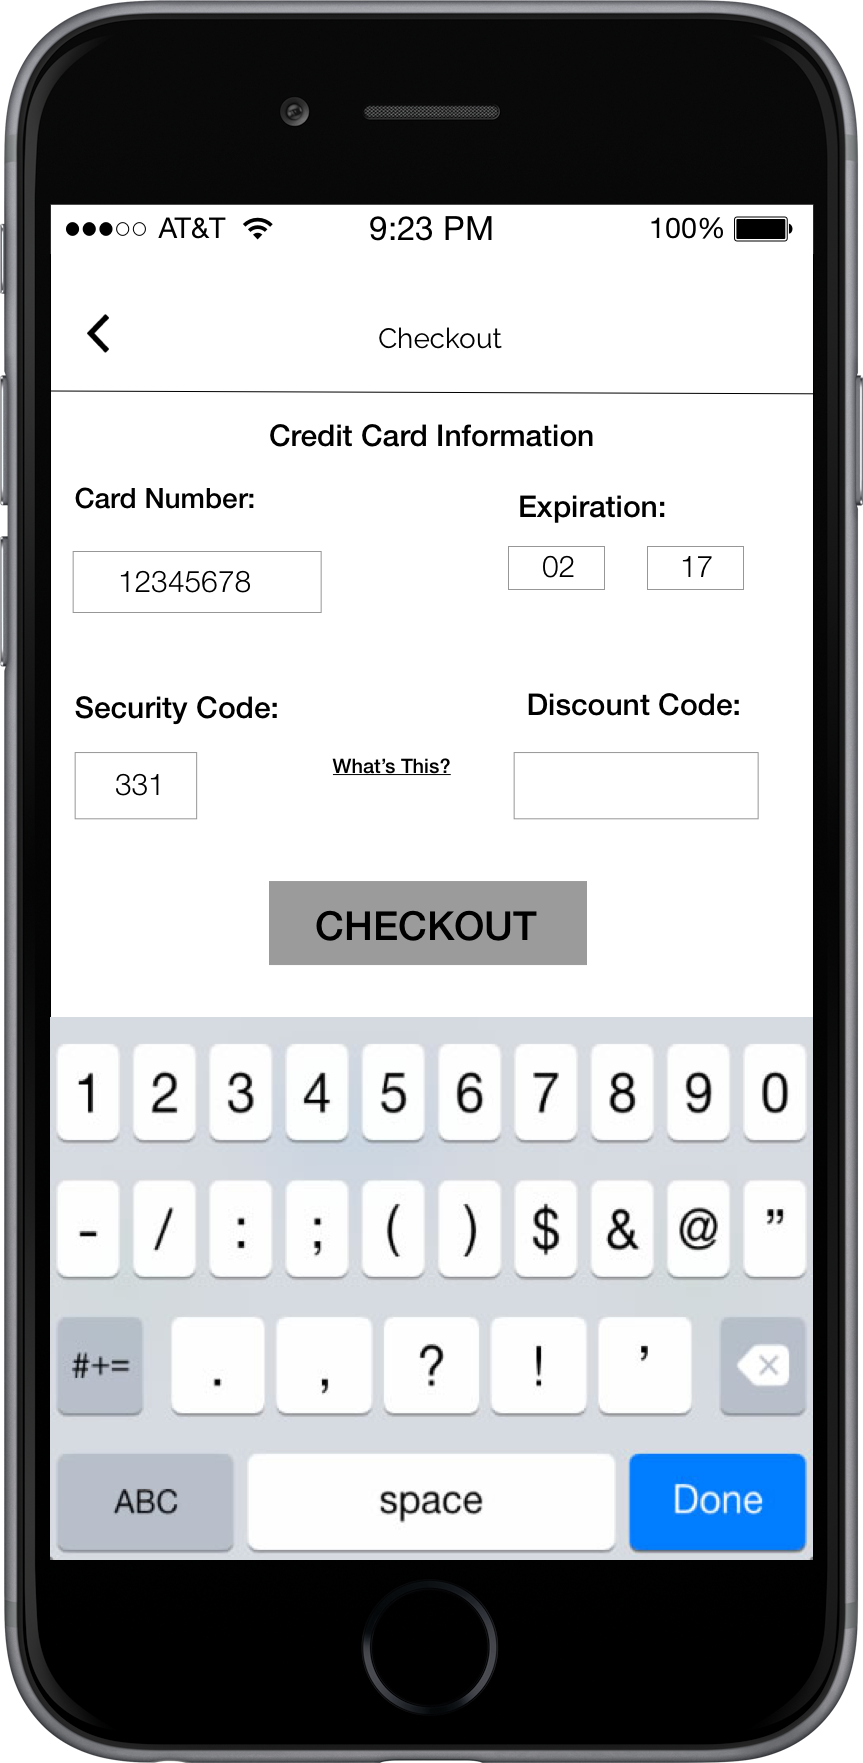 AT&T 9:23 PM 100%
Checkout
Credit Card Information
Card Number: Expiration:
12345678 02 17
Security Code: Discount Code:
331 What's This?
CHECKOUT
1 2 3 4 5 6 7 8 9 0
- / : ; ( ) $ & @ ”
#+= . , ? ! ’
ABC space Done